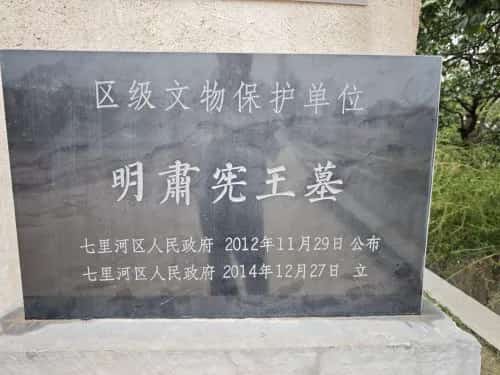 区级文物保护单位
明肃宪王墓
七里河区人民政府 2012年11月29日 公布
七里河区人民政府 2014年12月27日 立